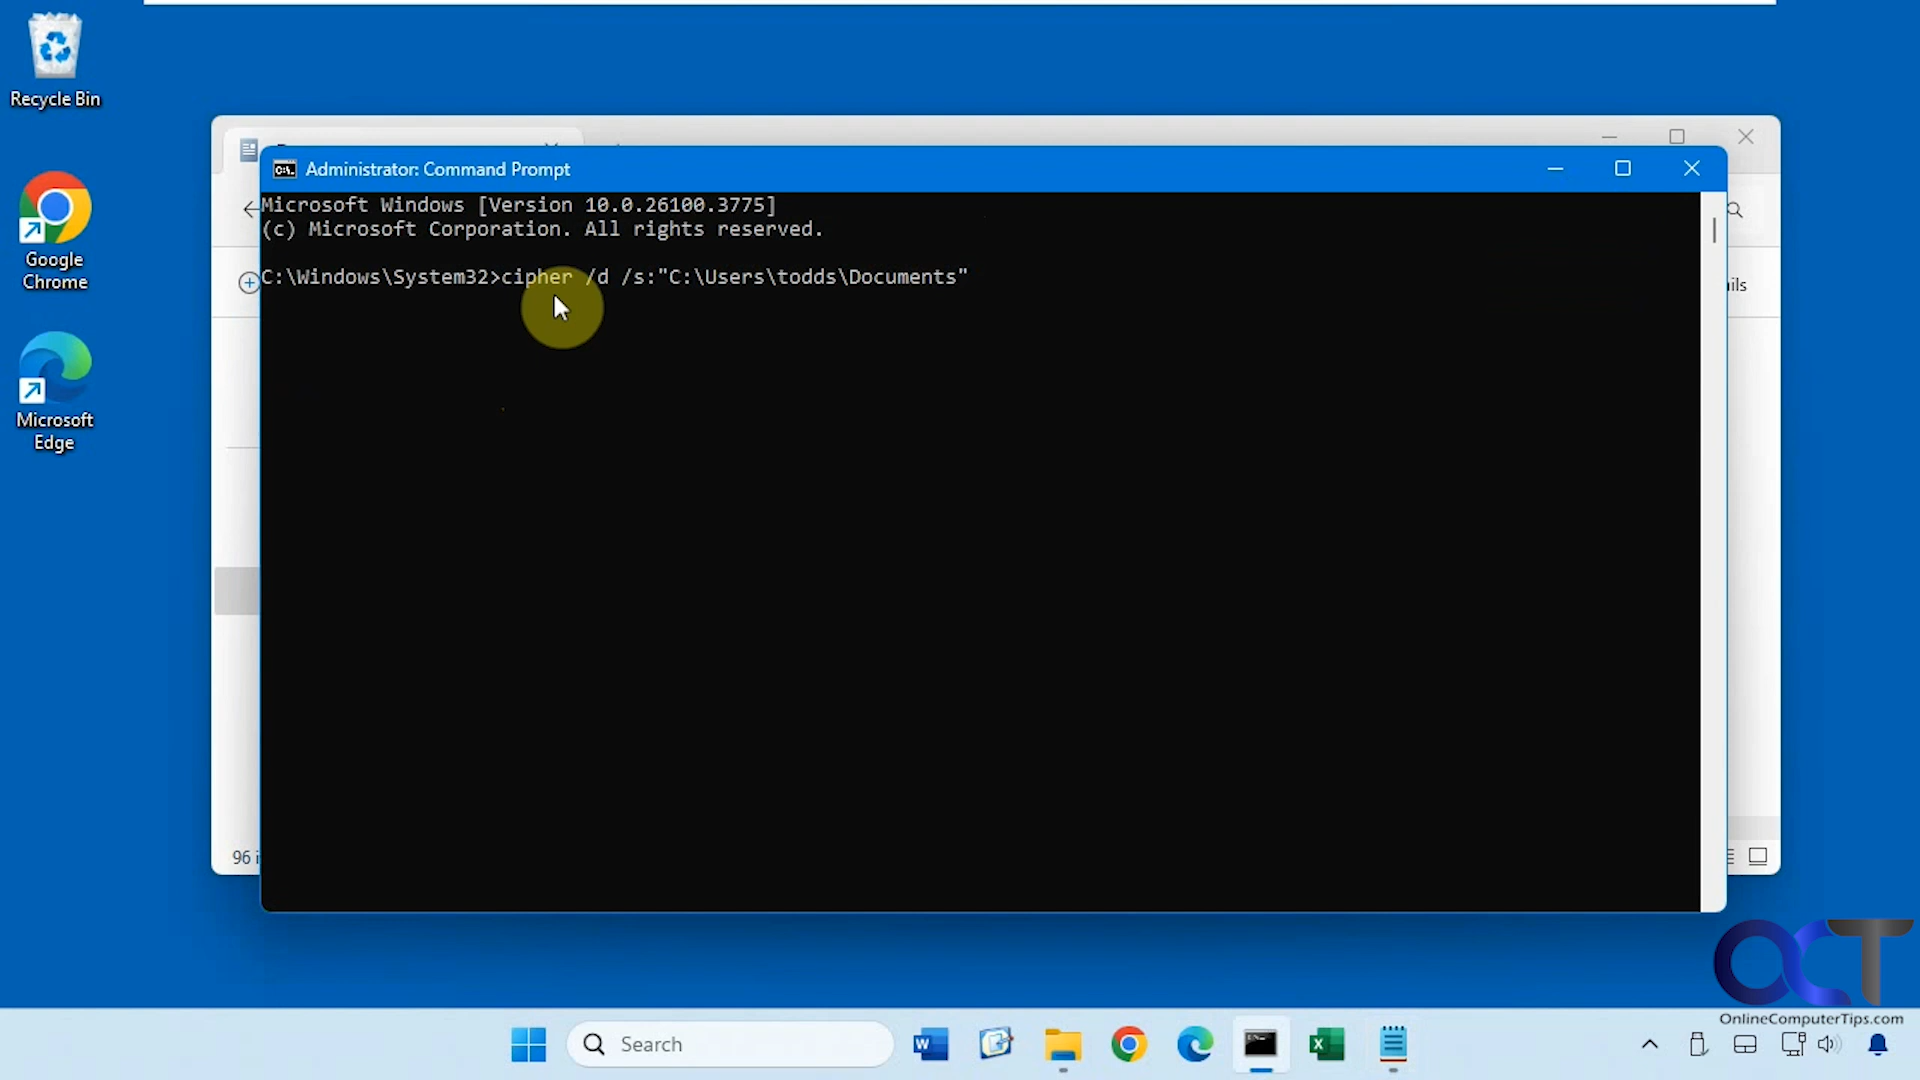 Recycle Bin
Google
Chrome
Microsoft
Edge
Administrator: Command Prompt
Microsoft Windows [Version 10.0.26100.3775]
(c) Microsoft Corporation. All rights reserved.
C:\Windows\System32>cipher /d /s:"C:\Users\todds\Documents"
ils
96 i
OCT
OnlineComputerTips.com
Search